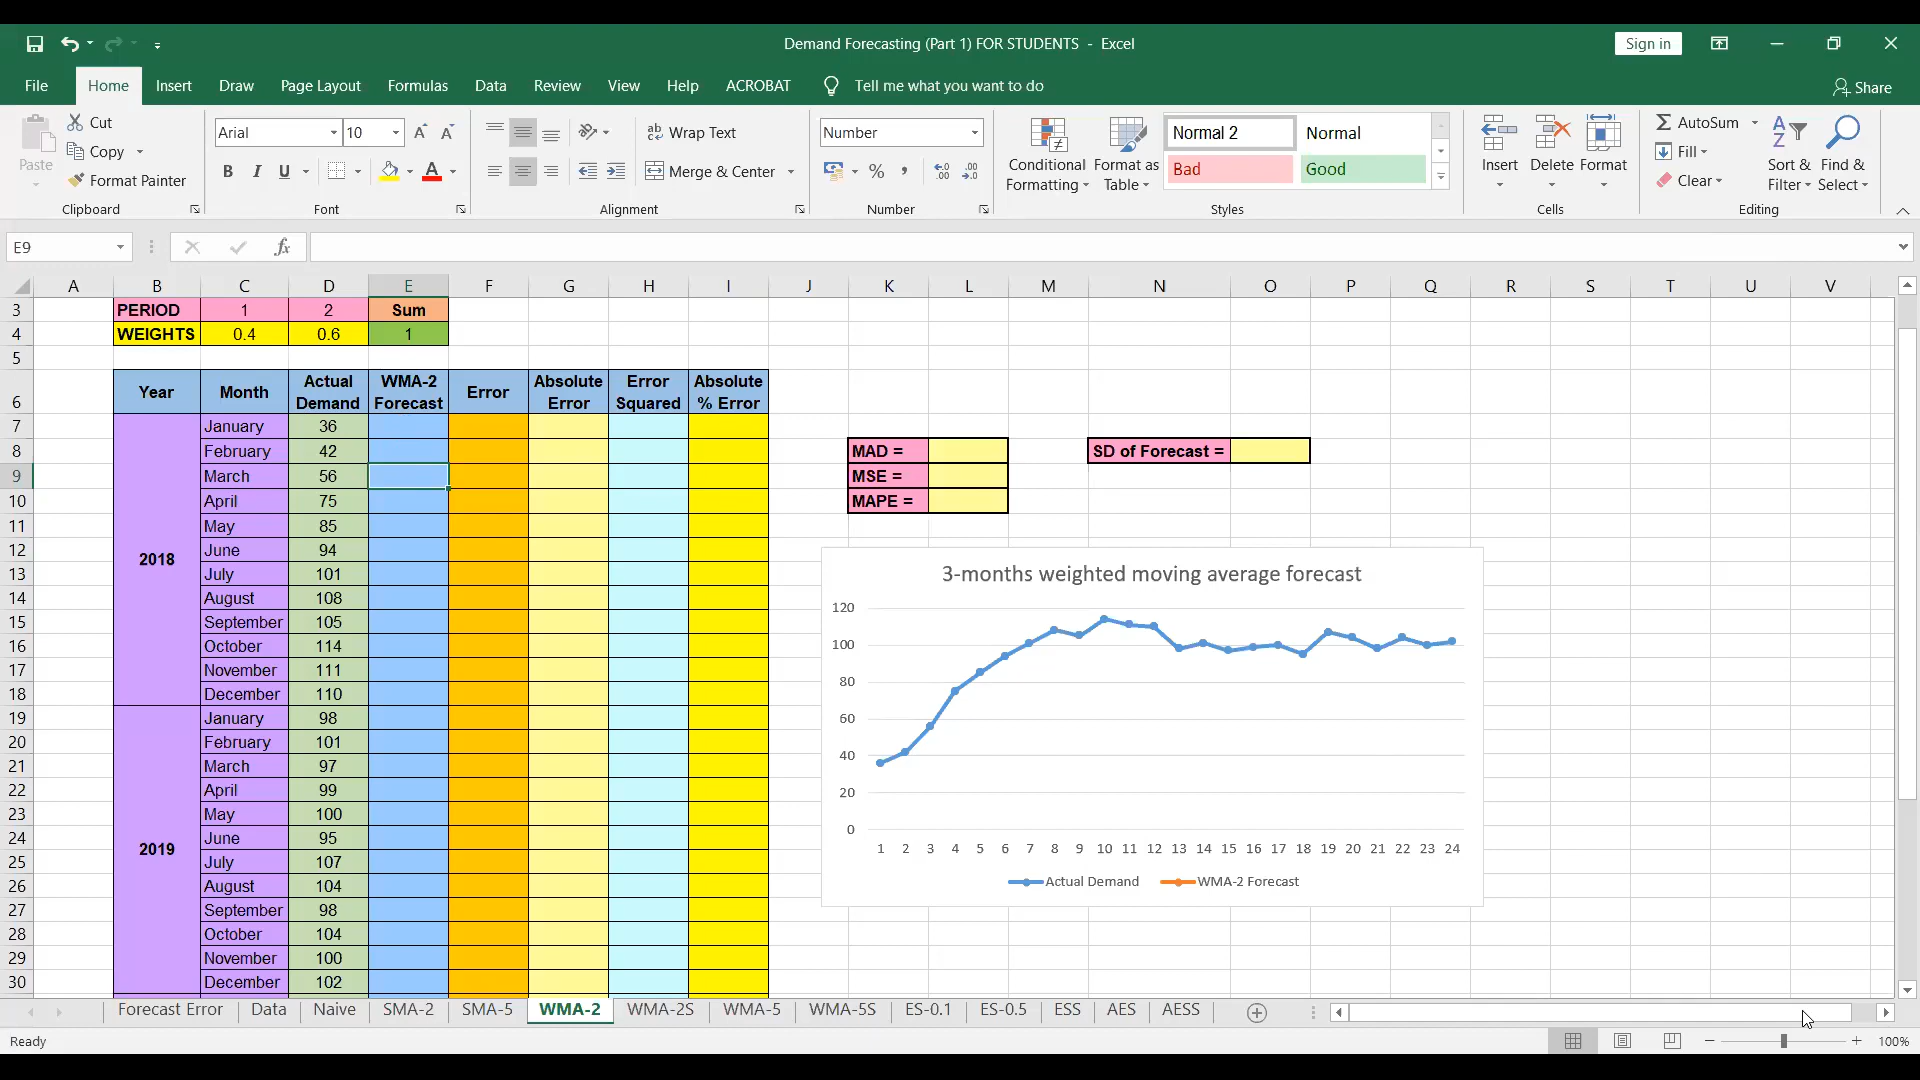 Demand Forecasting (Part 1) FOR STUDENTS - Excel
Sign in
File Home Insert Draw Page Layout Formulas Data Review View Help ACROBAT Tell me what you want to do
Share
Paste
Cut
Copy
Format Painter
Clipboard
Arial 10
B I U
Font
Wrap Text
Merge & Center
Alignment
Number
Number
Conditional Formatting
Format as Table
Normal 2 Normal
Bad Good
Styles
Insert Delete Format
Cells
AutoSum
Fill
Clear
Sort & Filter
Find & Select
Editing
E9
fx
A B C D E F G H I J K L M N O P Q R S T U V
3 PERIOD 1 2 Sum
4 WEIGHTS 0.4 0.6 1
5
6 Year Month Actual Demand WMA-2 Forecast Error Absolute Error Error Squared Absolute % Error
7 January 36
8 February 42 MAD = SD of Forecast =
9 March 56 MSE =
10 April 75 MAPE =
11 May 85
12 June 94
2018
13 July 101
14 August 108
15 September 105
16 October 114
17 November 111
18 December 110
19 January 98
20 February 101
21 March 97
22 April 99
23 May 100
24 June 95
2019
25 July 107
26 August 104
27 September 98
28 October 104
29 November 100
30 December 102
3-months weighted moving average forecast
120
100
80
60
40
20
0
1 2 3 4 5 6 7 8 9 10 11 12 13 14 15 16 17 18 19 20 21 22 23 24
Actual Demand WMA-2 Forecast
Forecast Error Data Naive SMA-2 SMA-5 WMA-2 WMA-2S WMA-5 WMA-5S ES-0.1 ES-0.5 ESS AES AESS
Ready
100%